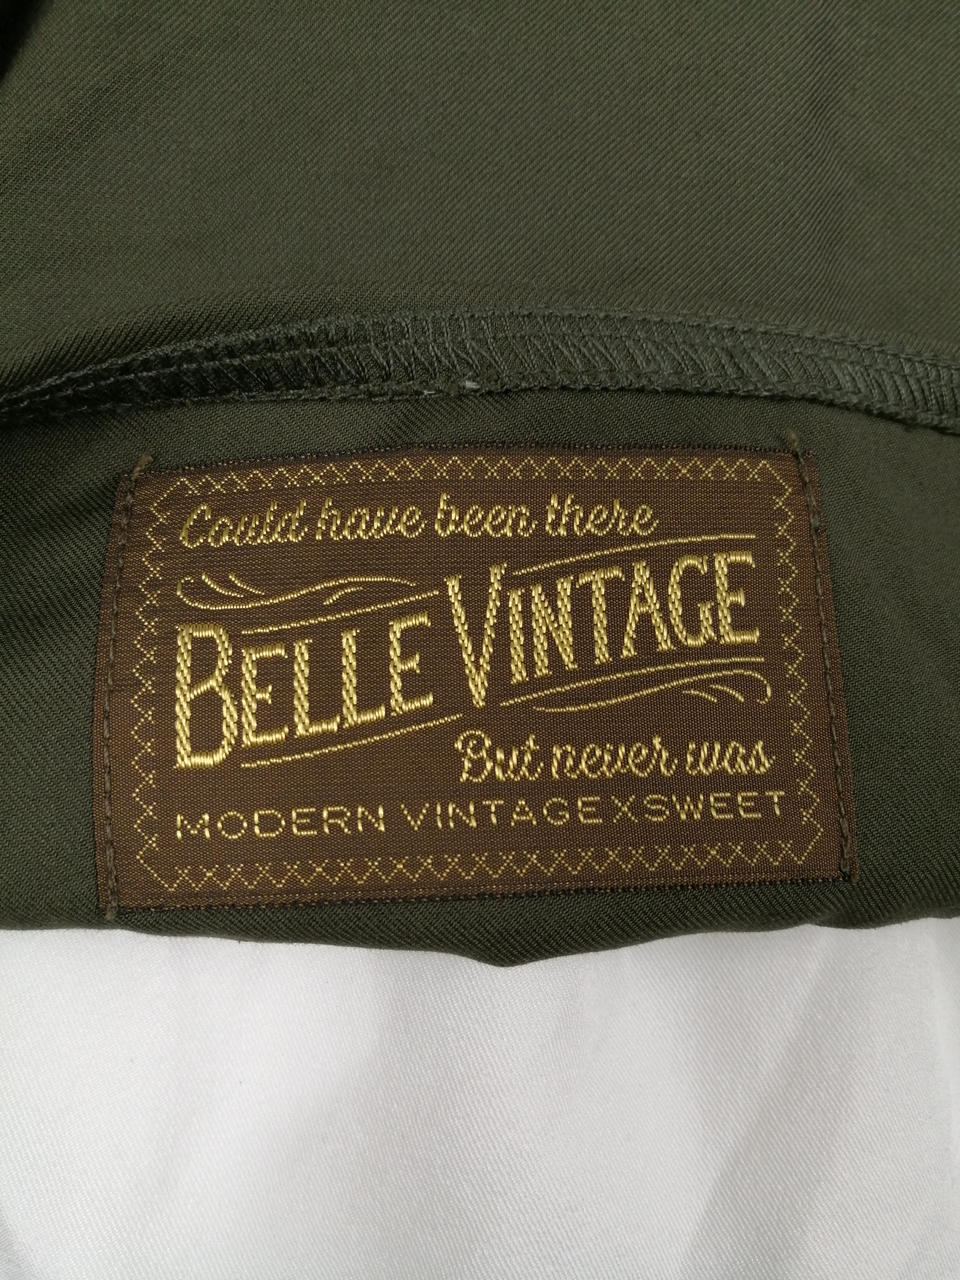 Could have been there
BELLE VINTAGE
But never was
MODERN VINTAGE X SWEET